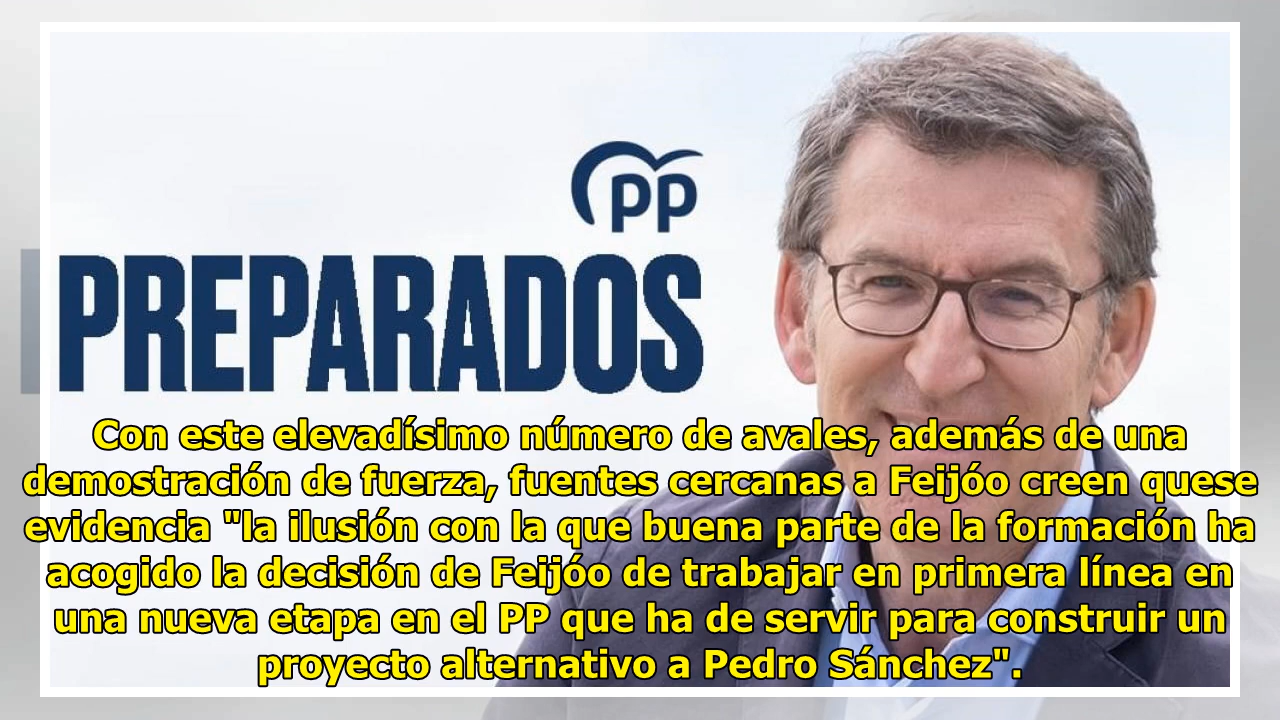 pp
PREPARADOS
Con este elevadísimo número de avales, además de una
demostración de fuerza, fuentes cercanas a Feijóo creen quese
evidencia "la ilusión con la que buena parte de la formación ha
acogido la decisión de Feijóo de trabajar en primera línea en
una nueva etapa en el PP que ha de servir para construir un
proyecto alternativo a Pedro Sánchez".